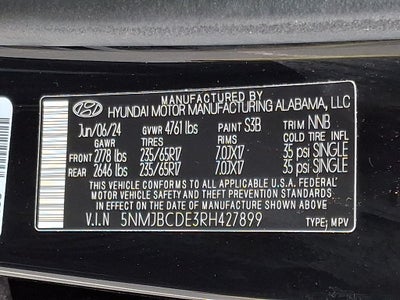 MANUFACTURED BY
HYUNDAI MOTOR MANUFACTURING ALABAMA, LLC
Jun/06/24 GVWR 4761 lbs PAINT S3B TRIM NNB
GAWR TIRES RIMS COLD TIRE INFL
FRONT 2778 lbs 235/65R17 7.0JX17 35 psi SINGLE
REAR 2646 lbs 235/65R17 7.0JX17 35 psi SINGLE
THIS VEHICLE CONFORMS TO ALL APPLICABLE U.S.A. FEDERAL
MOTOR VEHICLE SAFETY AND THEFT PREVENTION STANDARDS
IN EFFECT ON THE DATE OF MANUFACTURE SHOWN ABOVE.
V.I.N 5NMJBCDE3RH427899 TYPE; MPV